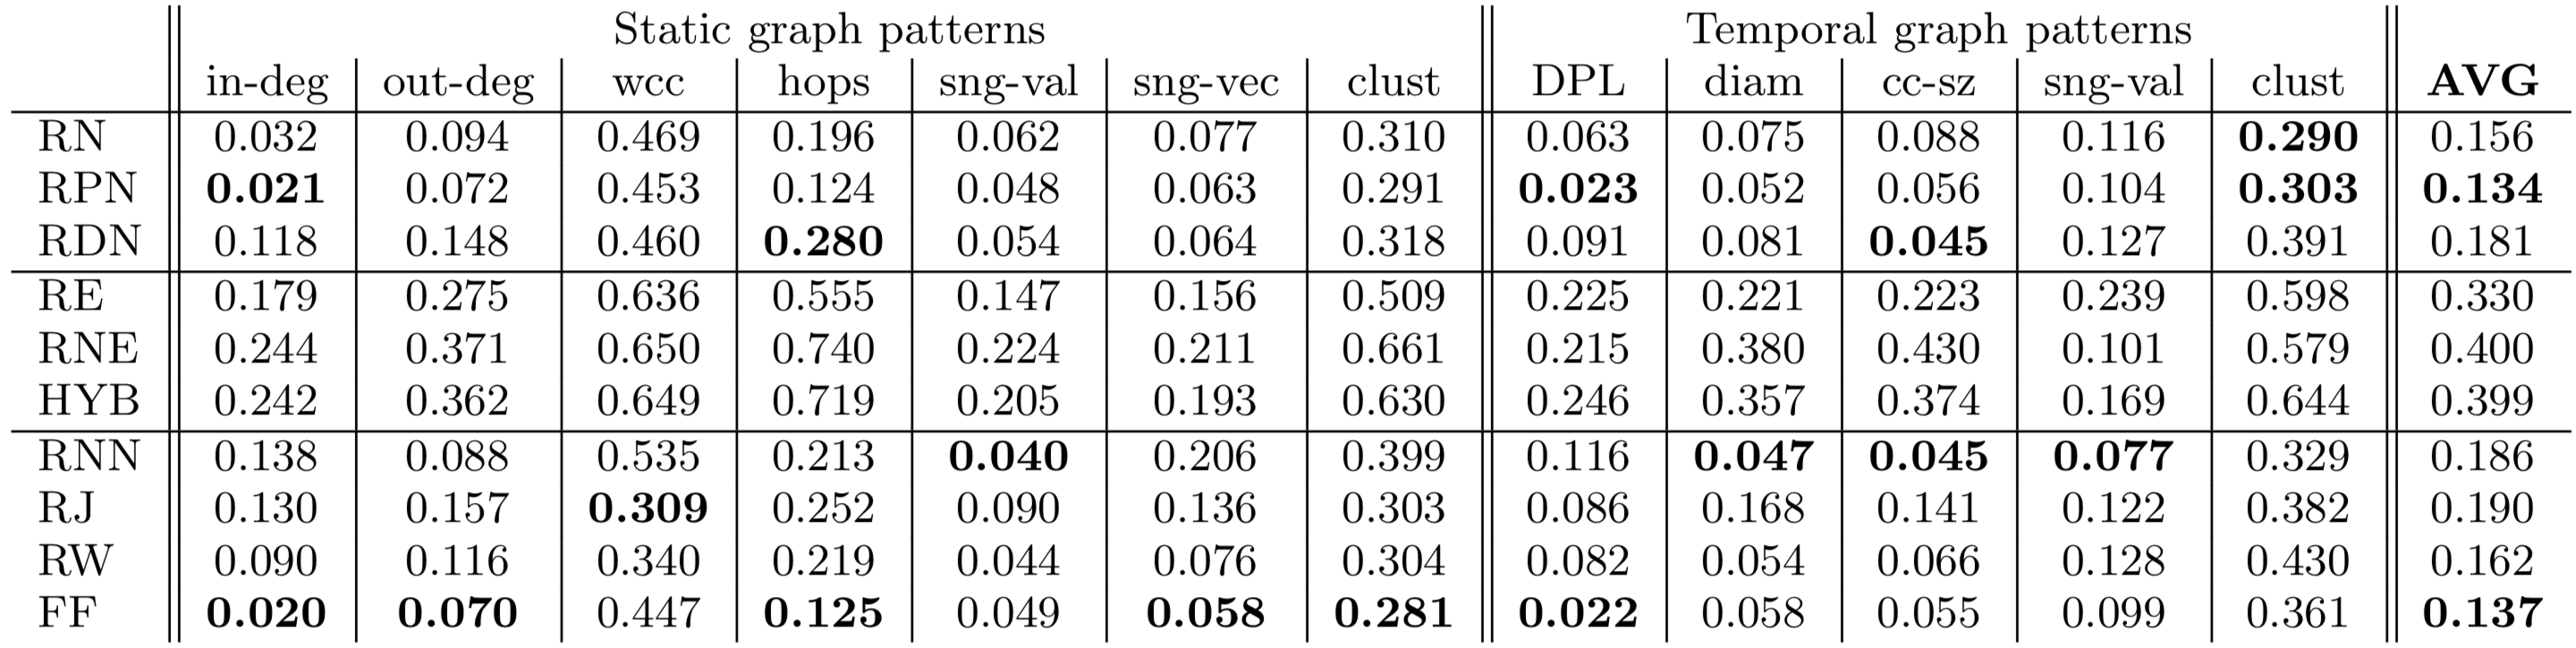 Static graph patterns Temporal graph patterns
in-deg out-deg wcc hops sng-val sng-vec clust DPL diam cc-sz sng-val clust AVG
RN 0.032 0.094 0.469 0.196 0.062 0.077 0.310 0.063 0.075 0.088 0.116 0.290 0.156
RPN 0.021 0.072 0.453 0.124 0.048 0.063 0.291 0.023 0.052 0.056 0.104 0.303 0.134
RDN 0.118 0.148 0.460 0.280 0.054 0.064 0.318 0.091 0.081 0.045 0.127 0.391 0.181
RE 0.179 0.275 0.636 0.555 0.147 0.156 0.509 0.225 0.221 0.223 0.239 0.598 0.330
RNE 0.244 0.371 0.650 0.740 0.224 0.211 0.661 0.215 0.380 0.430 0.101 0.579 0.400
HYB 0.242 0.362 0.649 0.719 0.205 0.193 0.630 0.246 0.357 0.374 0.169 0.644 0.399
RNN 0.138 0.088 0.535 0.213 0.040 0.206 0.399 0.116 0.047 0.045 0.077 0.329 0.186
RJ 0.130 0.157 0.309 0.252 0.090 0.136 0.303 0.086 0.168 0.141 0.122 0.382 0.190
RW 0.090 0.116 0.340 0.219 0.044 0.076 0.304 0.082 0.054 0.066 0.128 0.430 0.162
FF 0.020 0.070 0.447 0.125 0.049 0.058 0.281 0.022 0.058 0.055 0.099 0.361 0.137